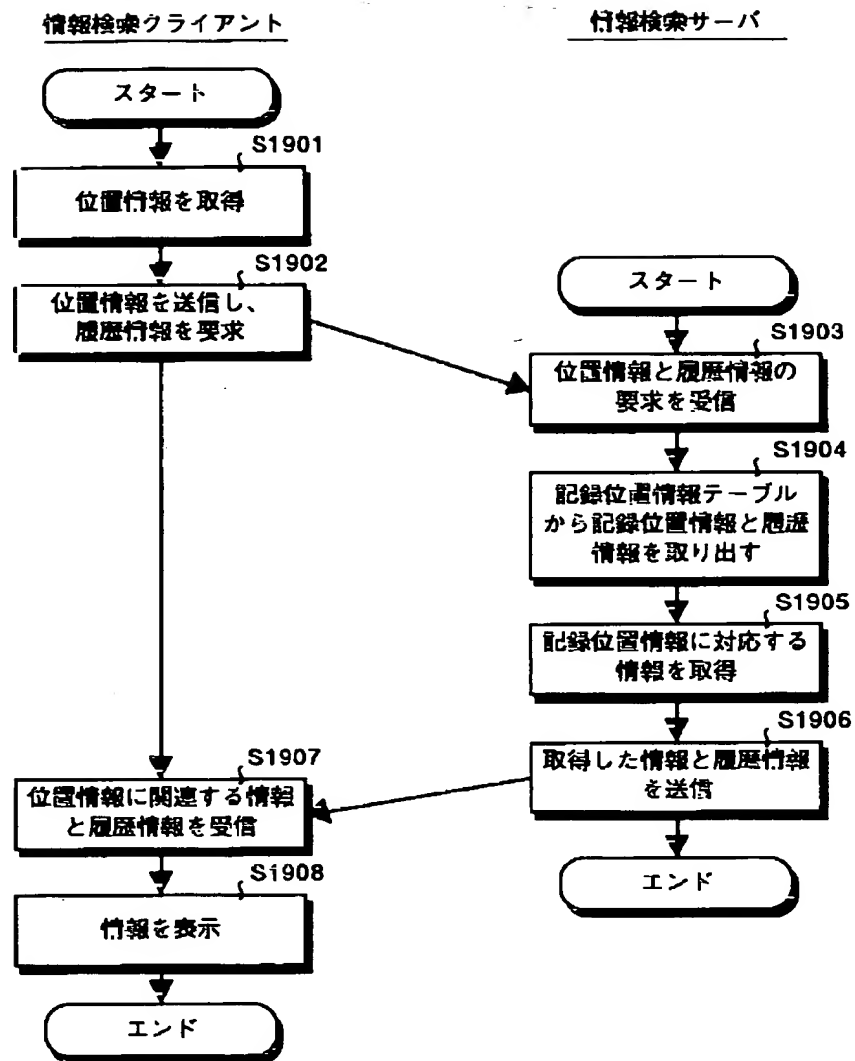 情報検索クライアント
スタート
S1901
位置情報を取得
S1902
位置情報を送信し、
履歴情報を要求
S1907
位置情報に関連する情報
と履歴情報を受信
S1908
情報を表示
エンド
情報検索サーバ
スタート
S1903
位置情報と履歴情報の
要求を受信
S1904
記録位置情報テーブル
から記録位置情報と履歴
情報を取り出す
S1905
記録位置情報に対応する
情報を取得
S1906
取得した情報と履歴情報
を送信
エンド